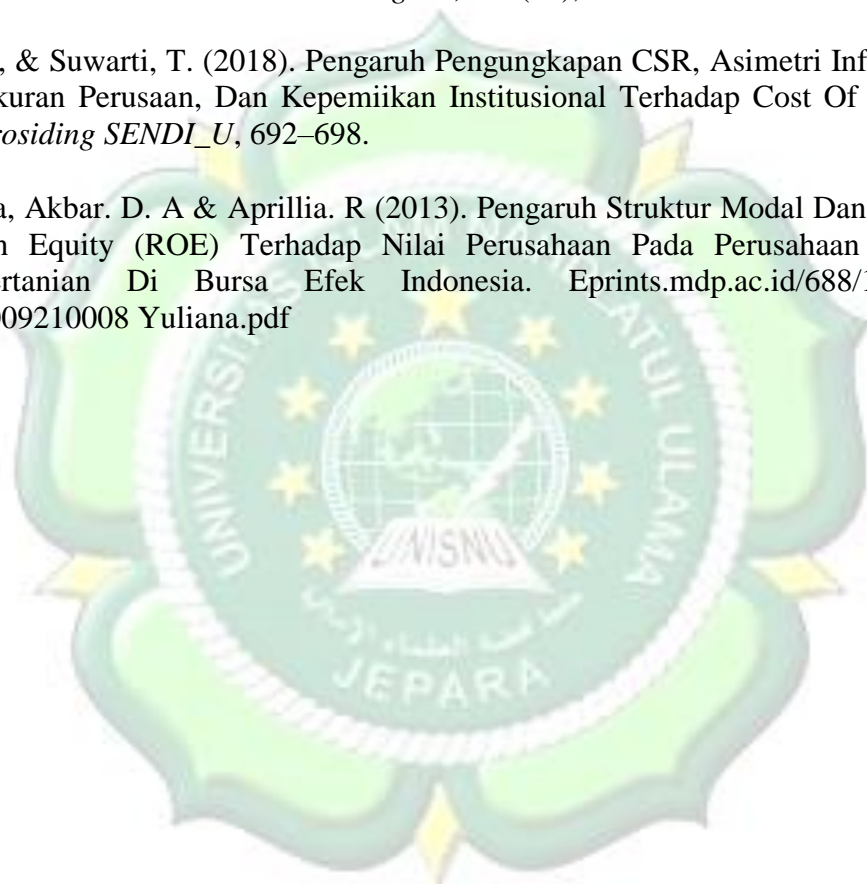 , & Suwarti, T. (2018). Pengaruh Pengungkapan CSR, Asimetri Inf
kuran Perusaan, Dan Kepemiikan Institusional Terhadap Cost Of
rosiding SENDI_U, 692–698.
a, Akbar. D. A & Aprillia. R (2013). Pengaruh Struktur Modal Dan
n Equity (ROE) Terhadap Nilai Perusahaan Pada Perusahaan
ertanian Di Bursa Efek Indonesia. Eprints.mdp.ac.id/688/1
009210008 Yuliana.pdf
UNISNU
JEPARA